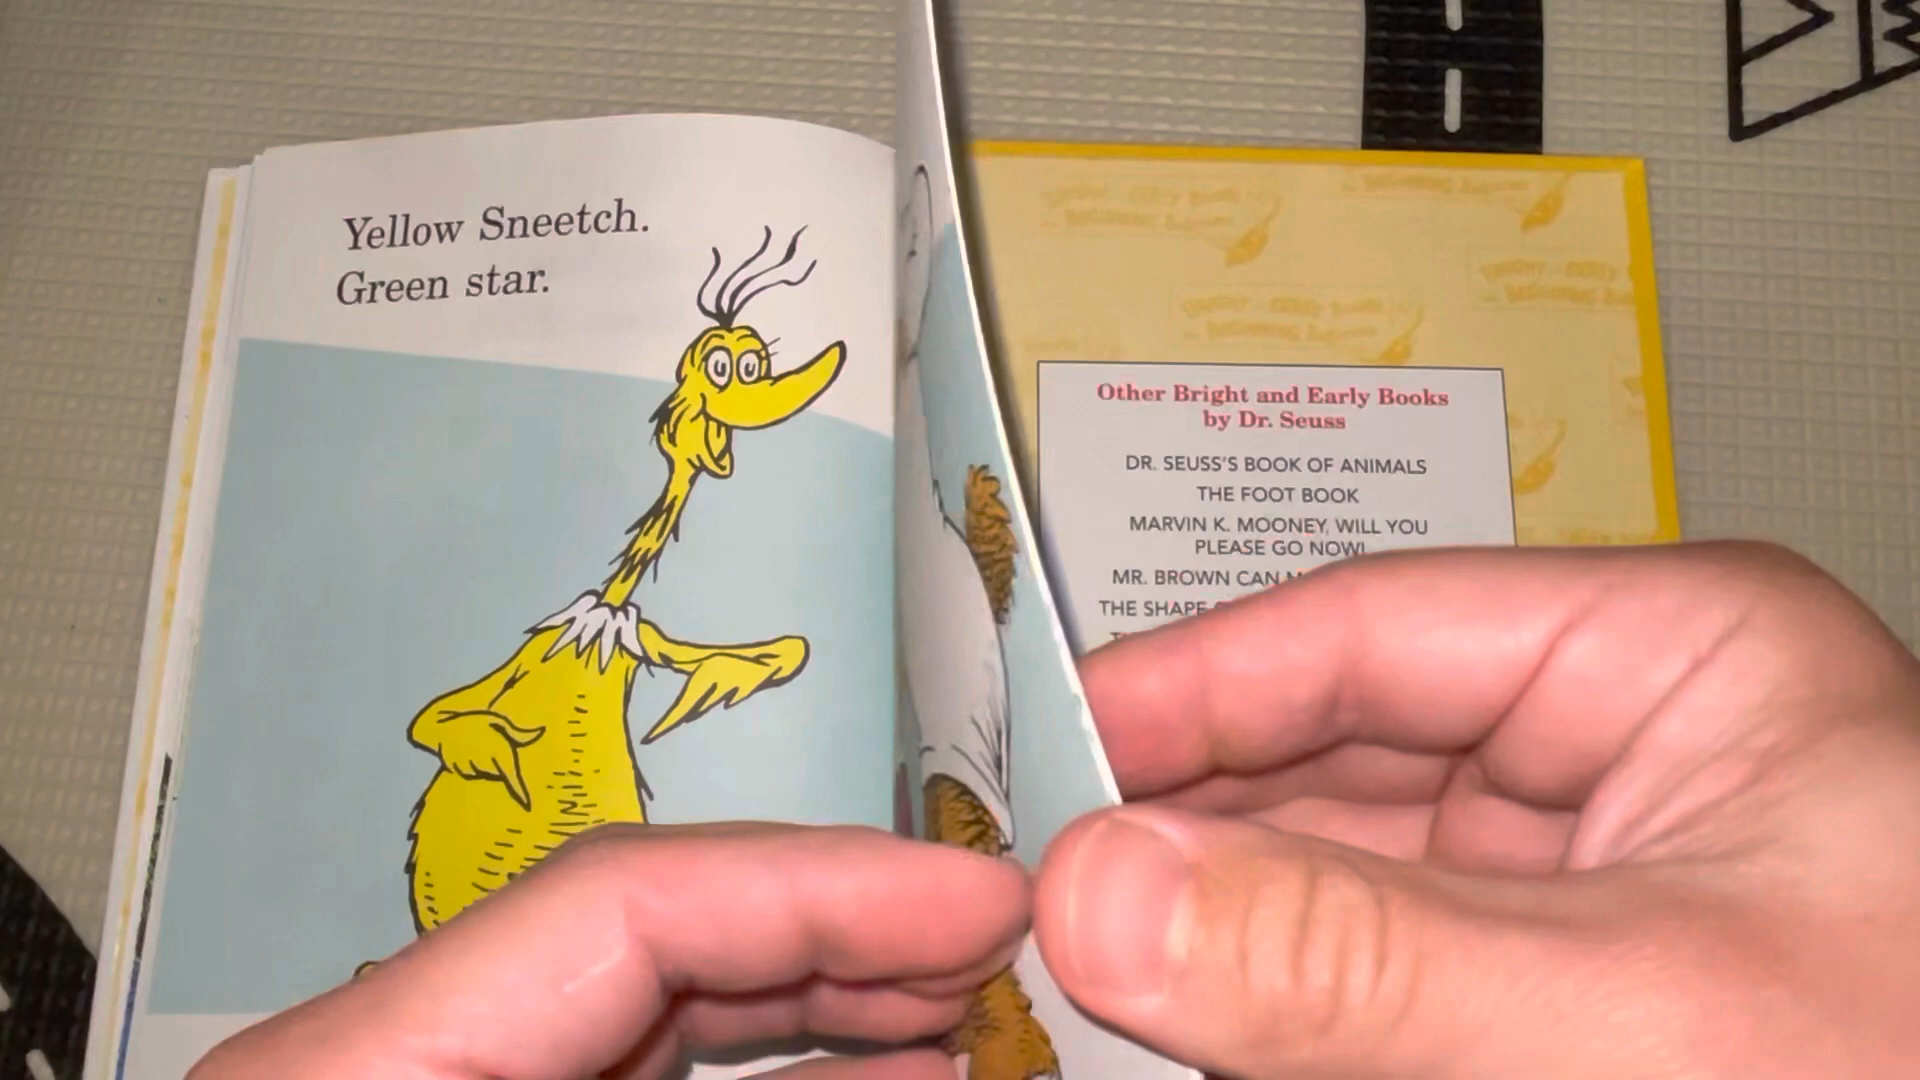 Yellow Sneetch.
Green star.
Other Bright and Early Books
by Dr. Seuss
DR. SEUSS'S BOOK OF ANIMALS
THE FOOT BOOK
MARVIN K. MOONEY, WILL YOU
PLEASE GO NOW!
MR. BROWN CAN
THE SHAPE